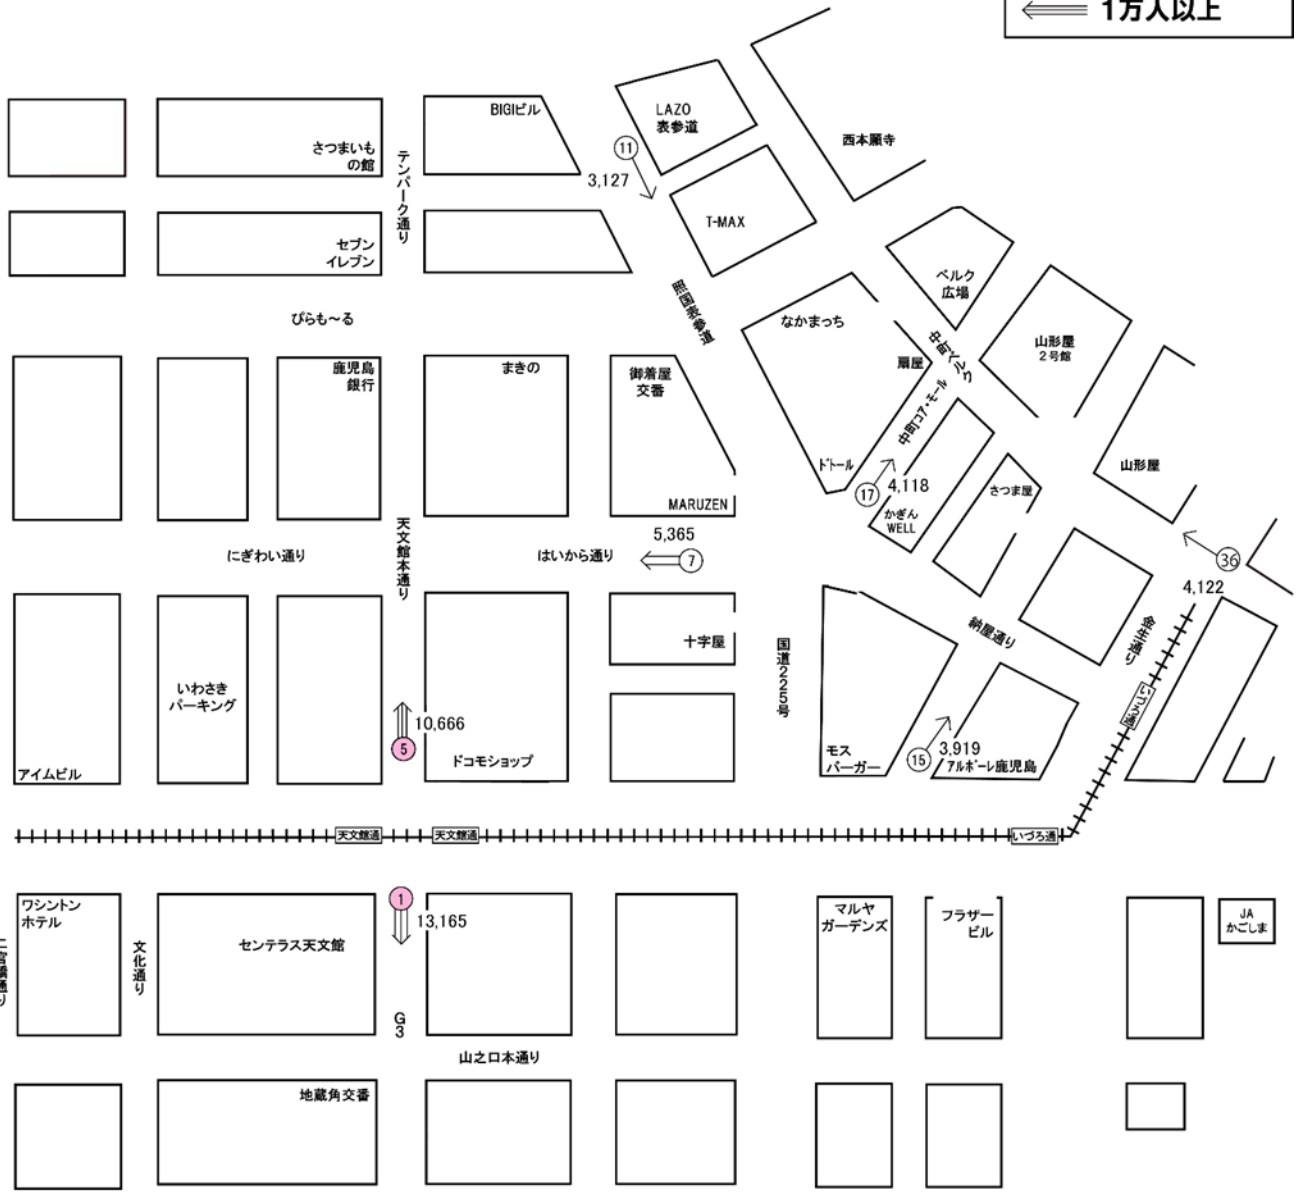 1万人以上
BIGIビル
LAZO
表参道
西本願寺
さつまいも
の館
テンパーク通り
11
3,127
T-MAX
セブン
イレブン
ベルク
広場
照国表参道
ぴらも～る
なかまっち
中町ベルク
山形屋
2号館
鹿児島
銀行
まきの
御着屋
交番
扇屋
中町コア・モール
ドトール
山形屋
17
4,118
さつま屋
かぎん
WELL
MARUZEN
5,365
7
天文館本通り
にぎわい通り
はいから通り
36
4,122
納屋通り
金生通り
十字屋
国道225号
いわさき
パーキング
いづろ通
10,666
5
ドコモショップ
アイムビル
モス
バーガー
15
3,919
アルボーレ鹿児島
天文館通
天文館通
いづろ通
1
13,165
ワシントン
ホテル
文化通り
センテラス天文館
マルヤ
ガーデンズ
フラザー
ビル
JA
かごしま
G3
山之口本通り
地蔵角交番